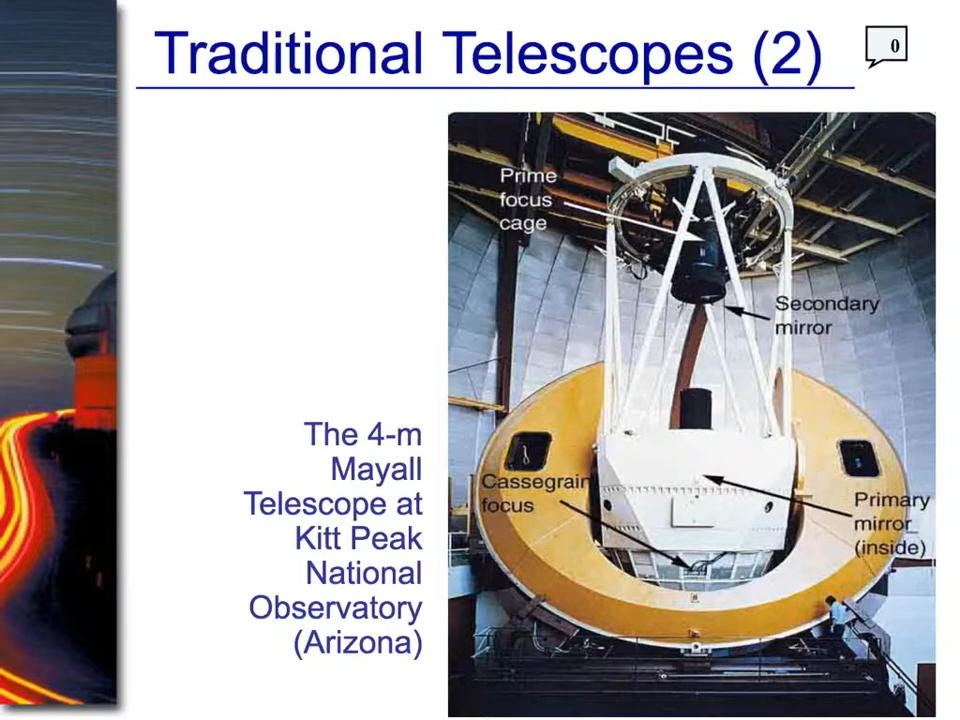 Traditional Telescopes (2)
0
Prime
focus
cage
Secondary
mirror
The 4-m
Mayall
Telescope at
Kitt Peak
National
Observatory
(Arizona)
Cassegrain
focus
Primary
mirror
(inside)